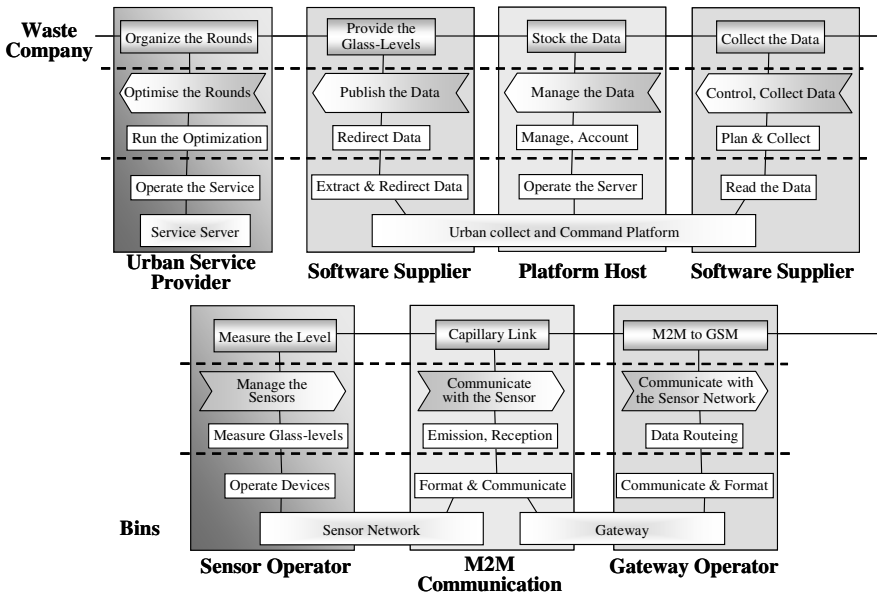 Waste
Company
Organize the Rounds
Provide the
Glass-Levels
Stock the Data
Collect the Data
Optimise the Rounds
Publish the Data
Manage the Data
Control, Collect Data
Run the Optimization
Redirect Data
Manage, Account
Plan & Collect
Operate the Service
Extract & Redirect Data
Operate the Server
Read the Data
Service Server
Urban collect and Command Platform
Urban Service
Provider
Software Supplier
Platform Host
Software Supplier
Measure the Level
Capillary Link
M2M to GSM
Manage the
Sensors
Communicate
with the Sensor
Communicate with
the Sensor Network
Measure Glass-levels
Emission, Reception
Data Routeing
Operate Devices
Format & Communicate
Communicate & Format
Bins
Sensor Network
Gateway
Sensor Operator
M2M
Communication
Gateway Operator